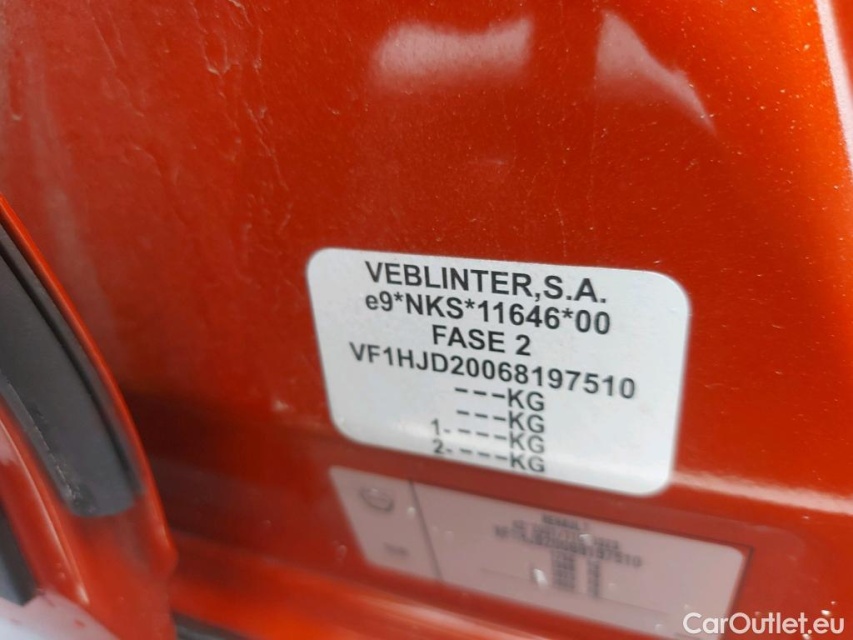 VEBLINTER,S.A.
e9*NKS*11646*00
FASE 2
VF1HJD20068197510
----KG
----KG
1- ----KG
2- ----KG
CarOutlet.eu